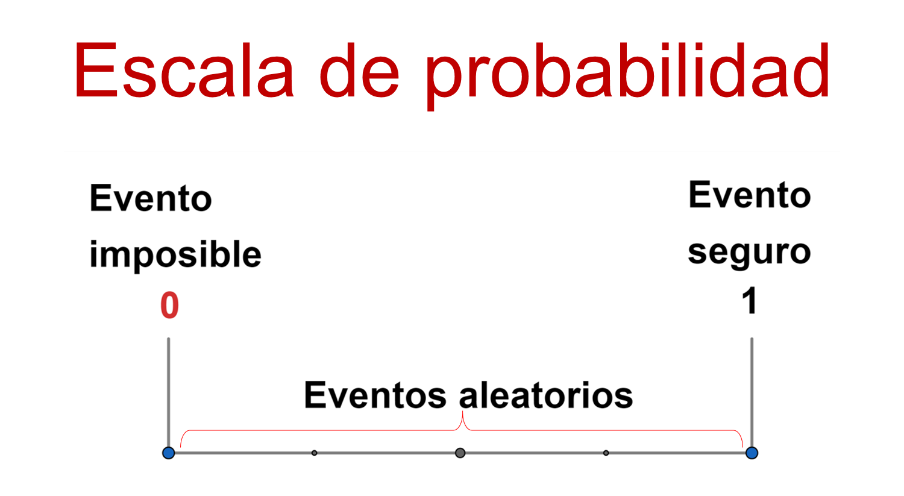 Escala de probabilidad
Evento
imposible
0
Evento
seguro
1
Eventos aleatorios